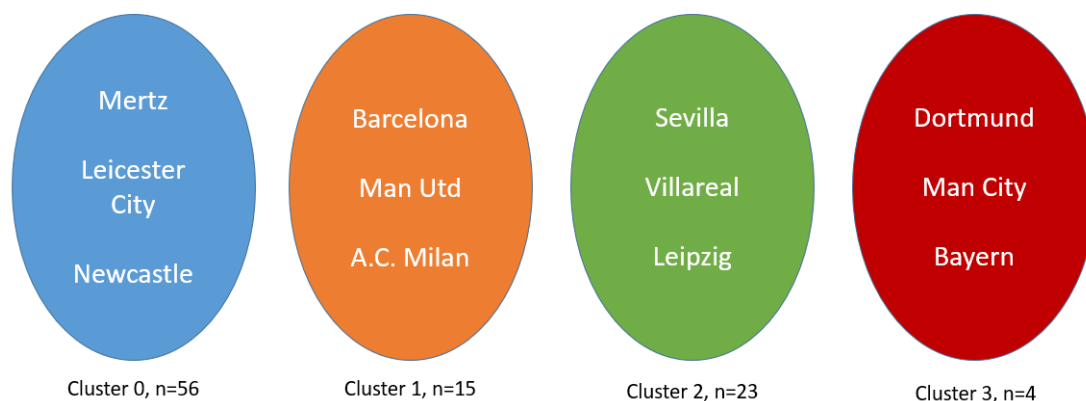 Mertz
Leicester
City
Newcastle
Cluster 0, n=56
Barcelona
Man Utd
A.C. Milan
Cluster 1, n=15
Sevilla
Villareal
Leipzig
Cluster 2, n=23
Dortmund
Man City
Bayern
Cluster 3, n=4